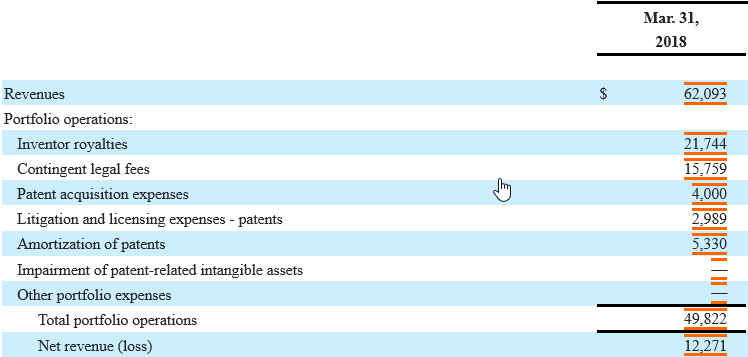 Mar. 31,
2018
Revenues $ 62,093
Portfolio operations:
Inventor royalties 21,744
Contingent legal fees 15,759
Patent acquisition expenses 4,000
Litigation and licensing expenses - patents 2,989
Amortization of patents 5,330
Impairment of patent-related intangible assets —
Other portfolio expenses —
Total portfolio operations 49,822
Net revenue (loss) 12,271